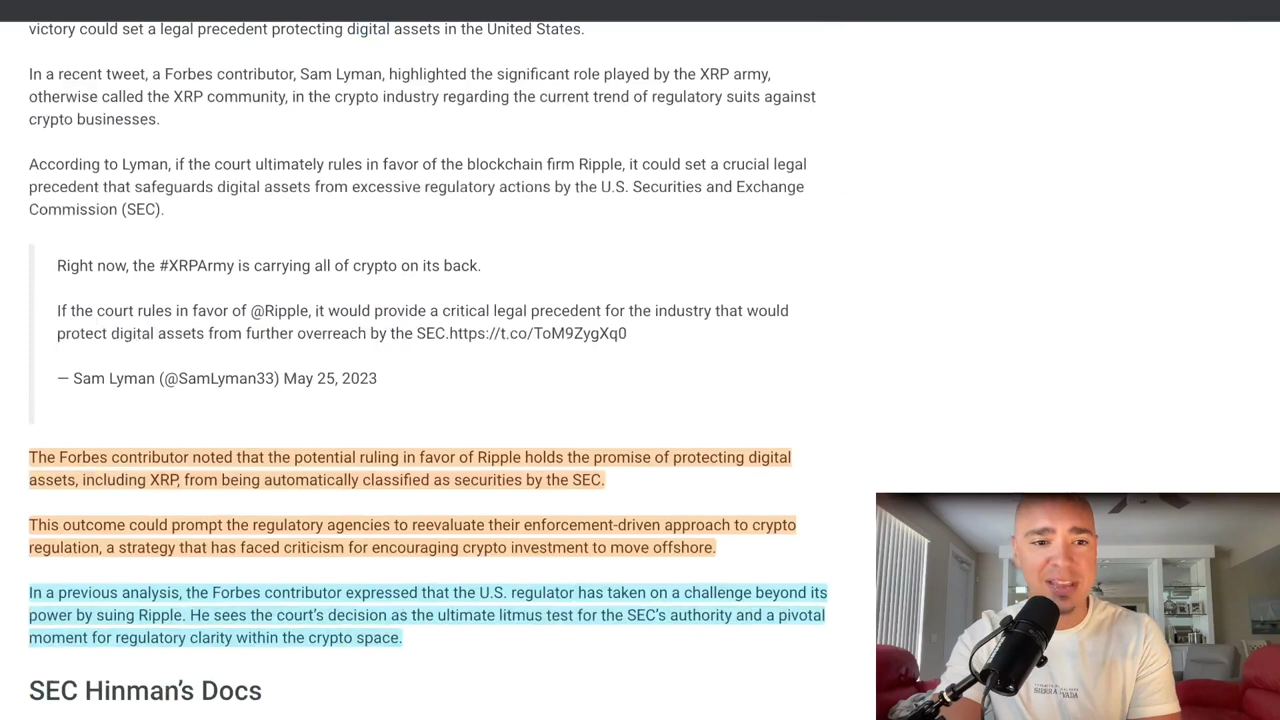 victory could set a legal precedent protecting digital assets in the United States.
In a recent tweet, a Forbes contributor, Sam Lyman, highlighted the significant role played by the XRP army,
otherwise called the XRP community, in the crypto industry regarding the current trend of regulatory suits against
crypto businesses.
According to Lyman, if the court ultimately rules in favor of the blockchain firm Ripple, it could set a crucial legal
precedent that safeguards digital assets from excessive regulatory actions by the U.S. Securities and Exchange
Commission (SEC).
Right now, the #XRPArmy is carrying all of crypto on its back.
If the court rules in favor of @Ripple, it would provide a critical legal precedent for the industry that would
protect digital assets from further overreach by the SEC.https://t.co/ToM9ZygXq0
— Sam Lyman (@SamLyman33) May 25, 2023
The Forbes contributor noted that the potential ruling in favor of Ripple holds the promise of protecting digital
assets, including XRP, from being automatically classified as securities by the SEC.
This outcome could prompt the regulatory agencies to reevaluate their enforcement-driven approach to crypto
regulation, a strategy that has faced criticism for encouraging crypto investment to move offshore.
In a previous analysis, the Forbes contributor expressed that the U.S. regulator has taken on a challenge beyond its
power by suing Ripple. He sees the court's decision as the ultimate litmus test for the SEC's authority and a pivotal
moment for regulatory clarity within the crypto space.
SEC Hinman's Docs